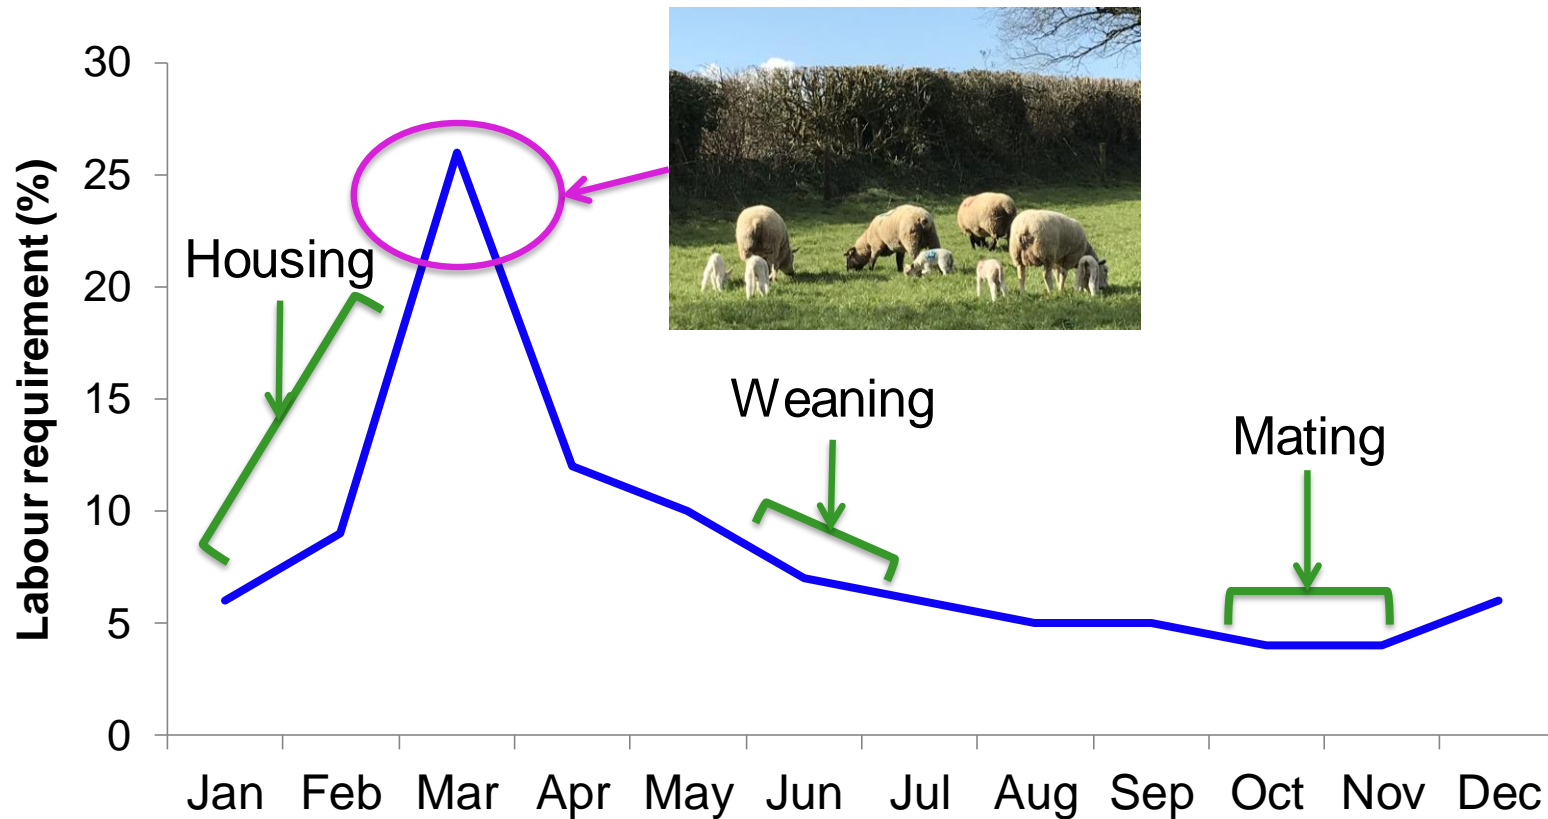 30
25
20
15
10
5
0
Labour requirement (%)
Housing
Weaning
Mating
Jan Feb Mar Apr May Jun Jul Aug Sep Oct Nov Dec